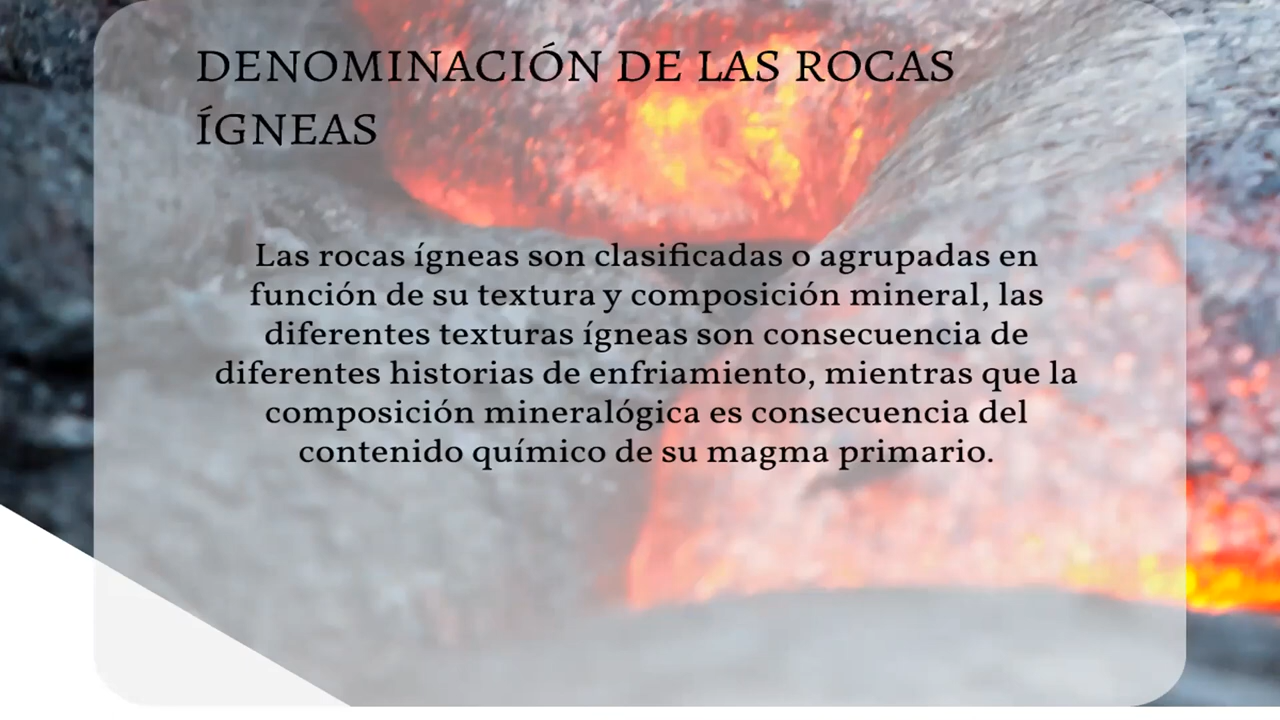 DENOMINACIÓN DE LAS ROCAS
ÍGNEAS
Las rocas ígneas son clasificadas o agrupadas en
función de su textura y composición mineral, las
diferentes texturas ígneas son consecuencia de
diferentes historias de enfriamiento, mientras que la
composición mineralógica es consecuencia del
contenido químico de su magma primario.